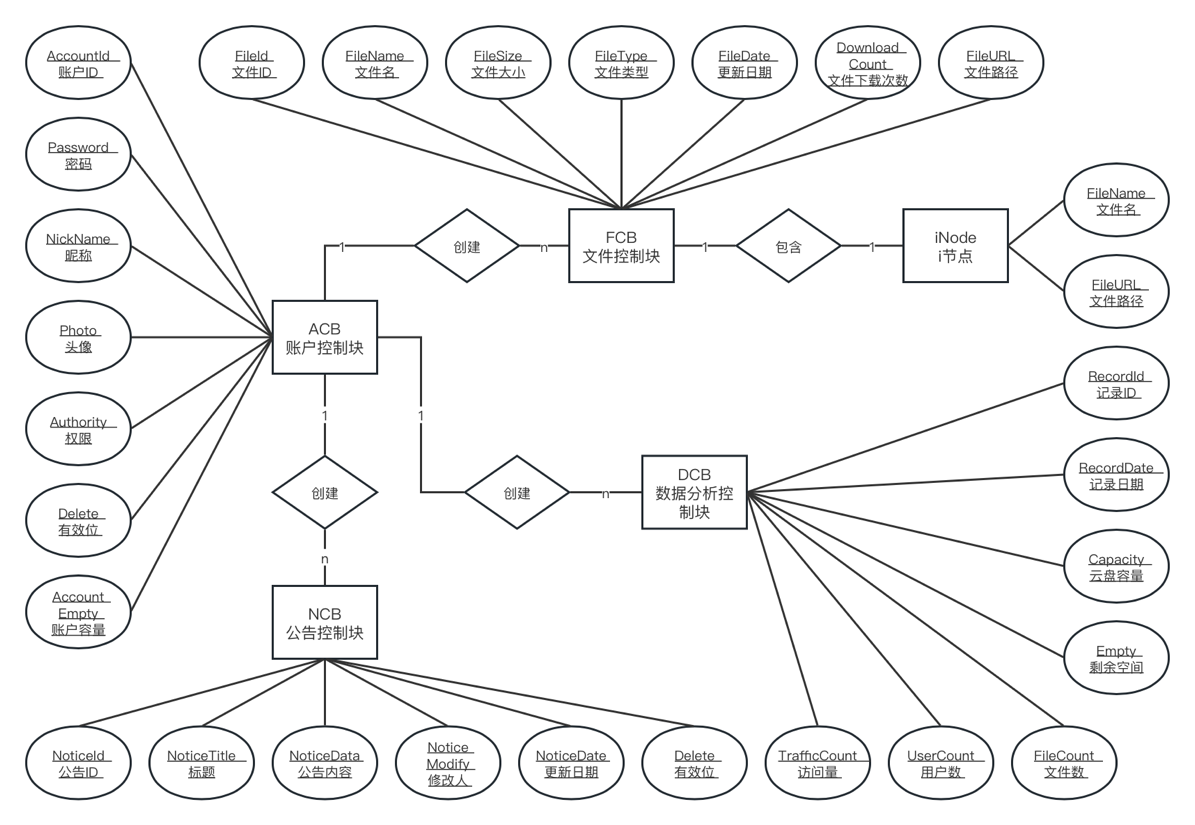 AccountId
账户ID
FileId
文件ID
FileName
文件名
FileSize
文件大小
FileType
文件类型
FileDate
更新日期
Download
Count
文件下载次数
FileURL
文件路径
Password
密码
FileName
文件名
NickName
昵称
1
创建
n
FCB
文件控制块
1
包含
1
iNode
i节点
FileURL
文件路径
Photo
头像
ACB
账户控制块
RecordId
记录ID
Authority
权限
1
1
RecordDate
记录日期
创建
创建
n
DCB
数据分析控
制块
Delete
有效位
n
Capacity
云盘容量
Account
Empty
账户容量
NCB
公告控制块
Empty
剩余空间
NoticeId
公告ID
NoticeTitle
标题
NoticeData
公告内容
Notice
Modify
修改人
NoticeDate
更新日期
Delete
有效位
TrafficCount
访问量
UserCount
用户数
FileCount
文件数